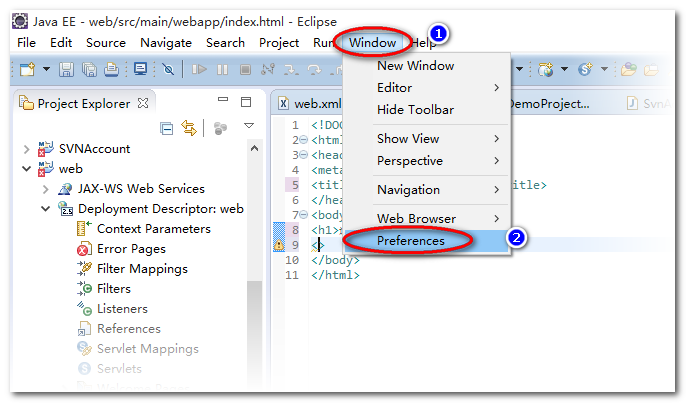 Java EE - web/src/main/webapp/index.html - Eclipse
File Edit Source Navigate Search Project Run Window Help
1
New Window
Editor
Hide Toolbar
Show View
Perspective
Navigation
Web Browser
Preferences
2
Project Explorer
SVNAccount
web
JAX-WS Web Services
Deployment Descriptor: web
Context Parameters
Error Pages
Filter Mappings
Filters
Listeners
References
Servlet Mappings
Servlets
web.xml
DemoProject...
1 <!DOC
2 <html
3 <head
4 <meta
5 <titl itle>
6 </hea
7 <body
8 <h1>
9 <>
10 </body>
11 </html>